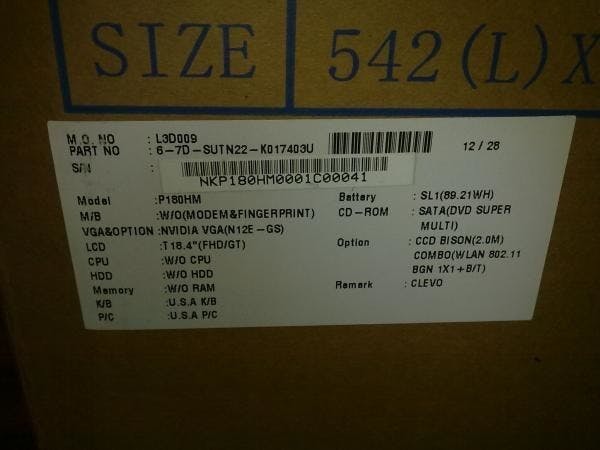 SIZE 542(L)X
M.O. NO : L3D009
PART NO : 6-7D-SUTN22-K017403U 12/28
S/N :
NKP180HM0001C00041
Model :P180HM Battery : SL1(89.21WH)
M/B :W/O(MODEM&FINGERPRINT) CD-ROM : SATA(DVD SUPER
VGA&OPTION :NVIDIA VGA(N12E-GS) MULTI)
LCD :T18.4"(FHD/GT) Option : CCD BISON(2.0M)
CPU :W/O CPU COMBO(WLAN 802.11
HDD :W/O HDD BGN 1X1+B/T)
Memory :W/O RAM Remark : CLEVO
K/B :U.S.A K/B
P/C :U.S.A P/C